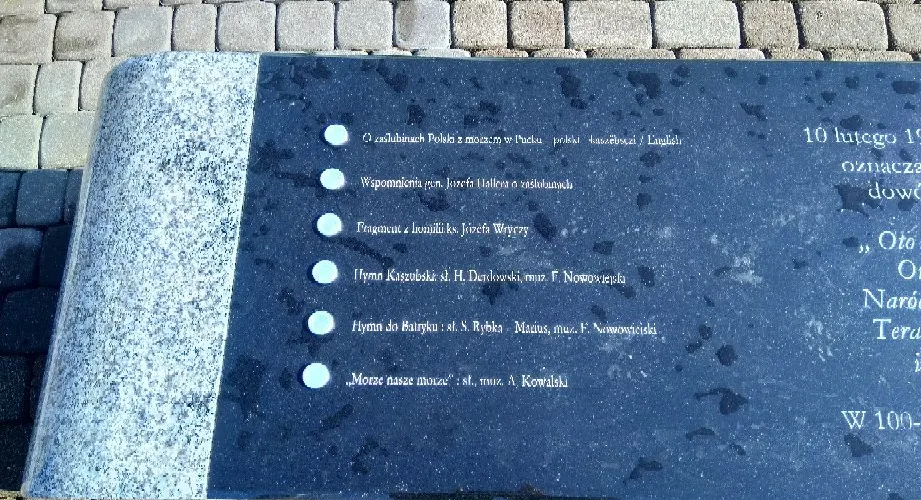 O zaślubinach Polski z morzem w Pucku - polski - kaszëbsczi / English
Wspomnienia gen. Józefa Hallera o zaślubinach
Fragment z homilii ks. Józefa Wryczy
Hymn Kaszubski: sł. H. Derdowski, muz. F. Nowowiejski
Hymn do Bałtyku : sł. S. Rybka - Marius, muz. F. Nowowiejski
„Morze nasze morze" : sł., muz. A. Kowalski
10 lutego 1
oznacza
dowó
„ Oto
O
Naró
Tera
W 100-